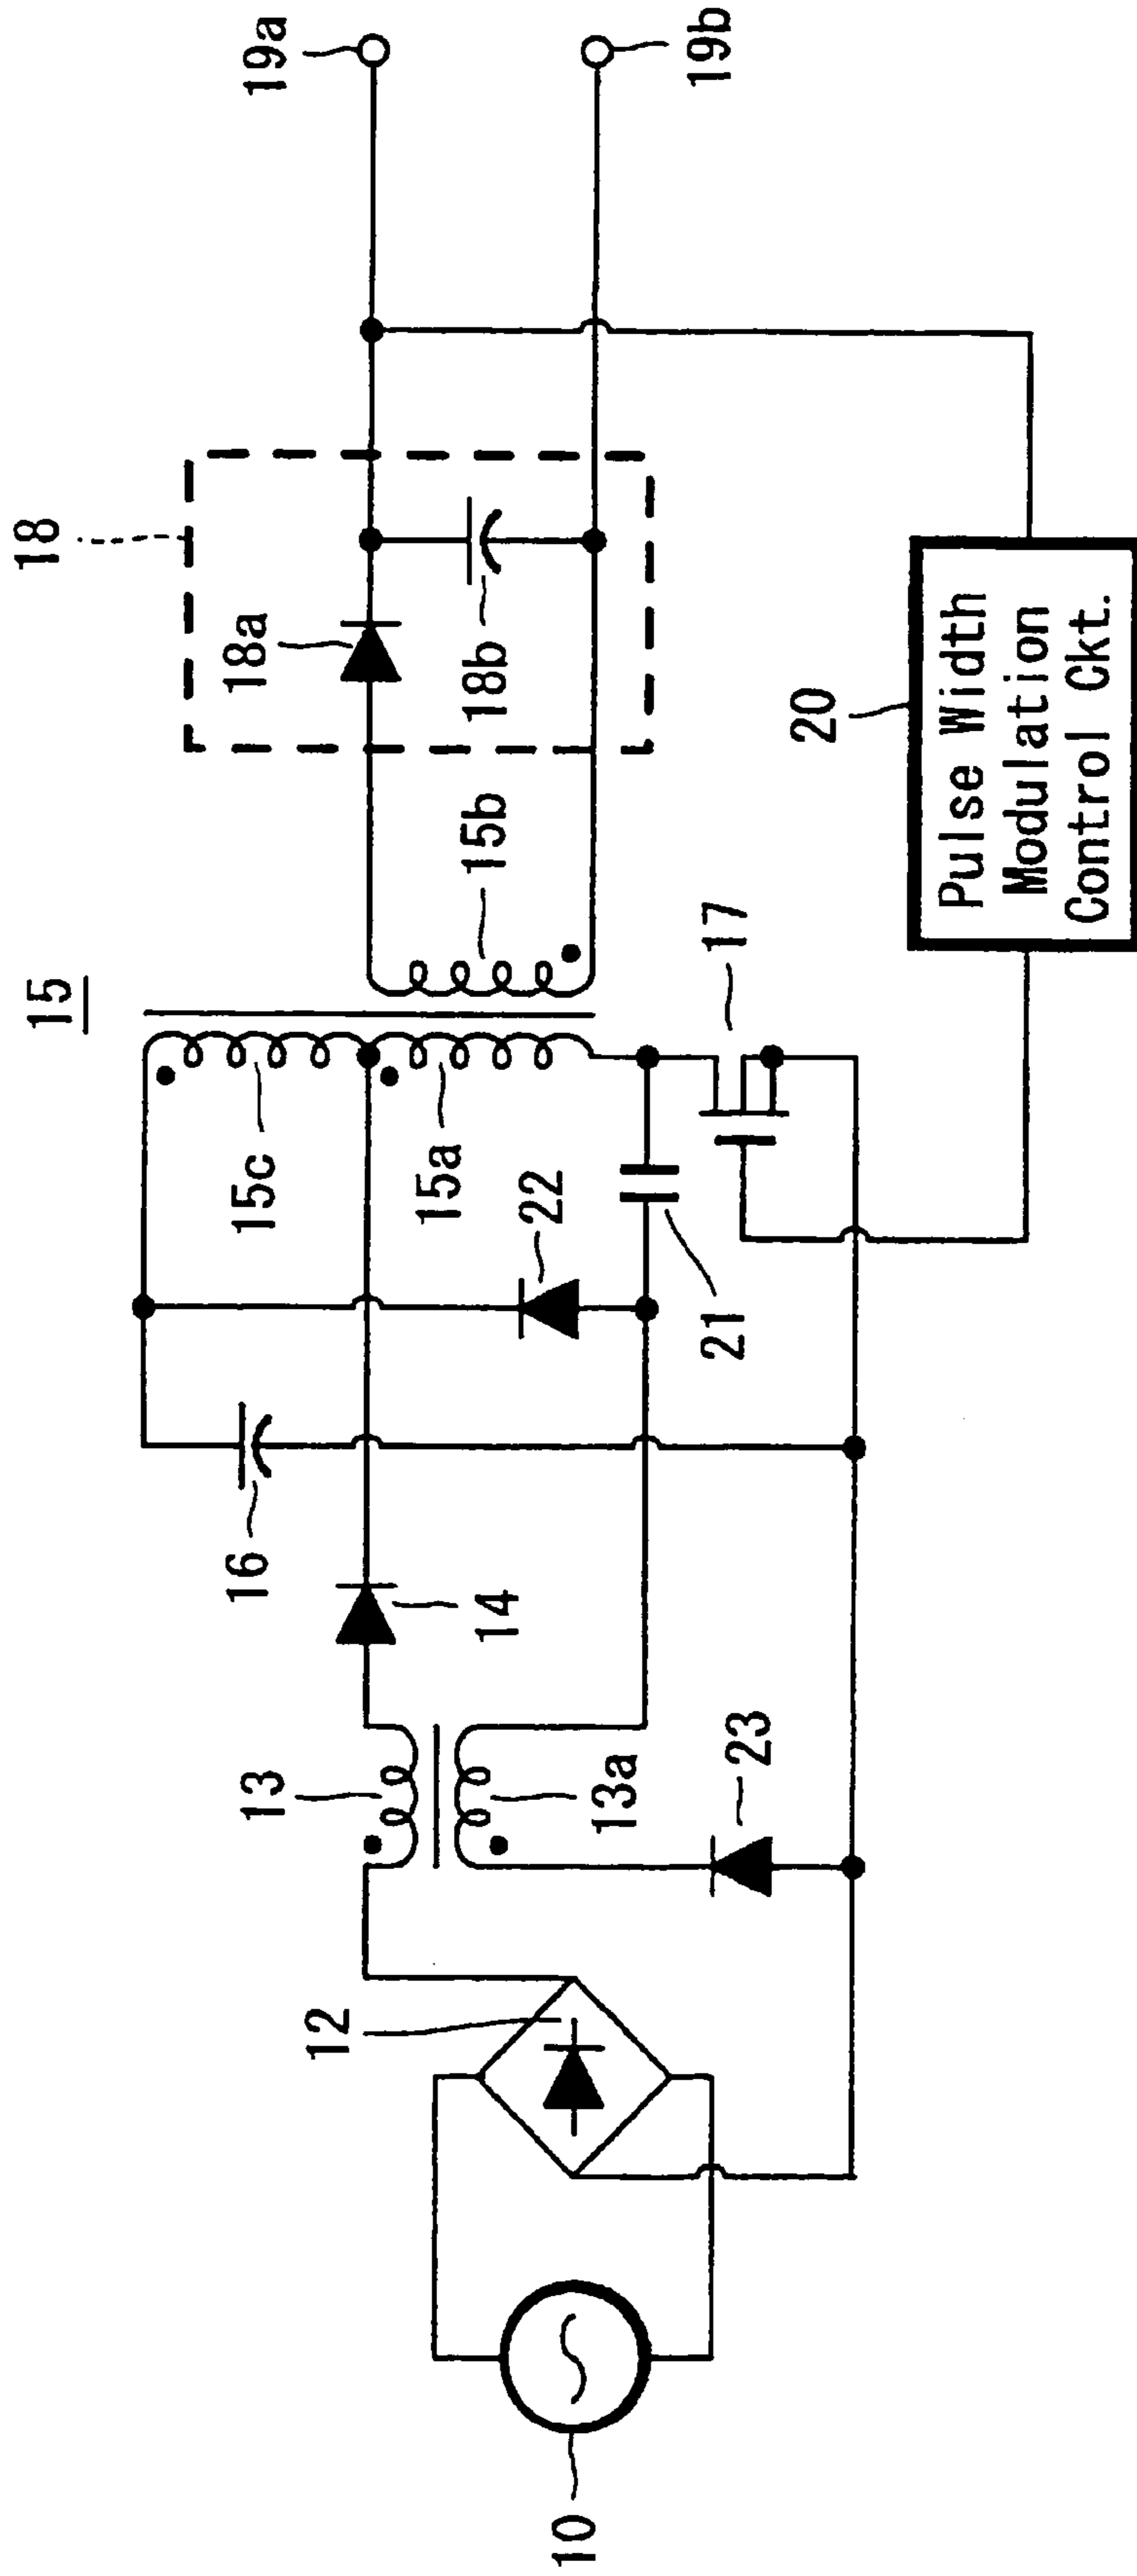 10
12
13
13a
14
23
16
15
15c
15a
22
21
17
15b
18
18a
18b
19a
19b
20
Pulse Width
Modulation
Control Ckt.